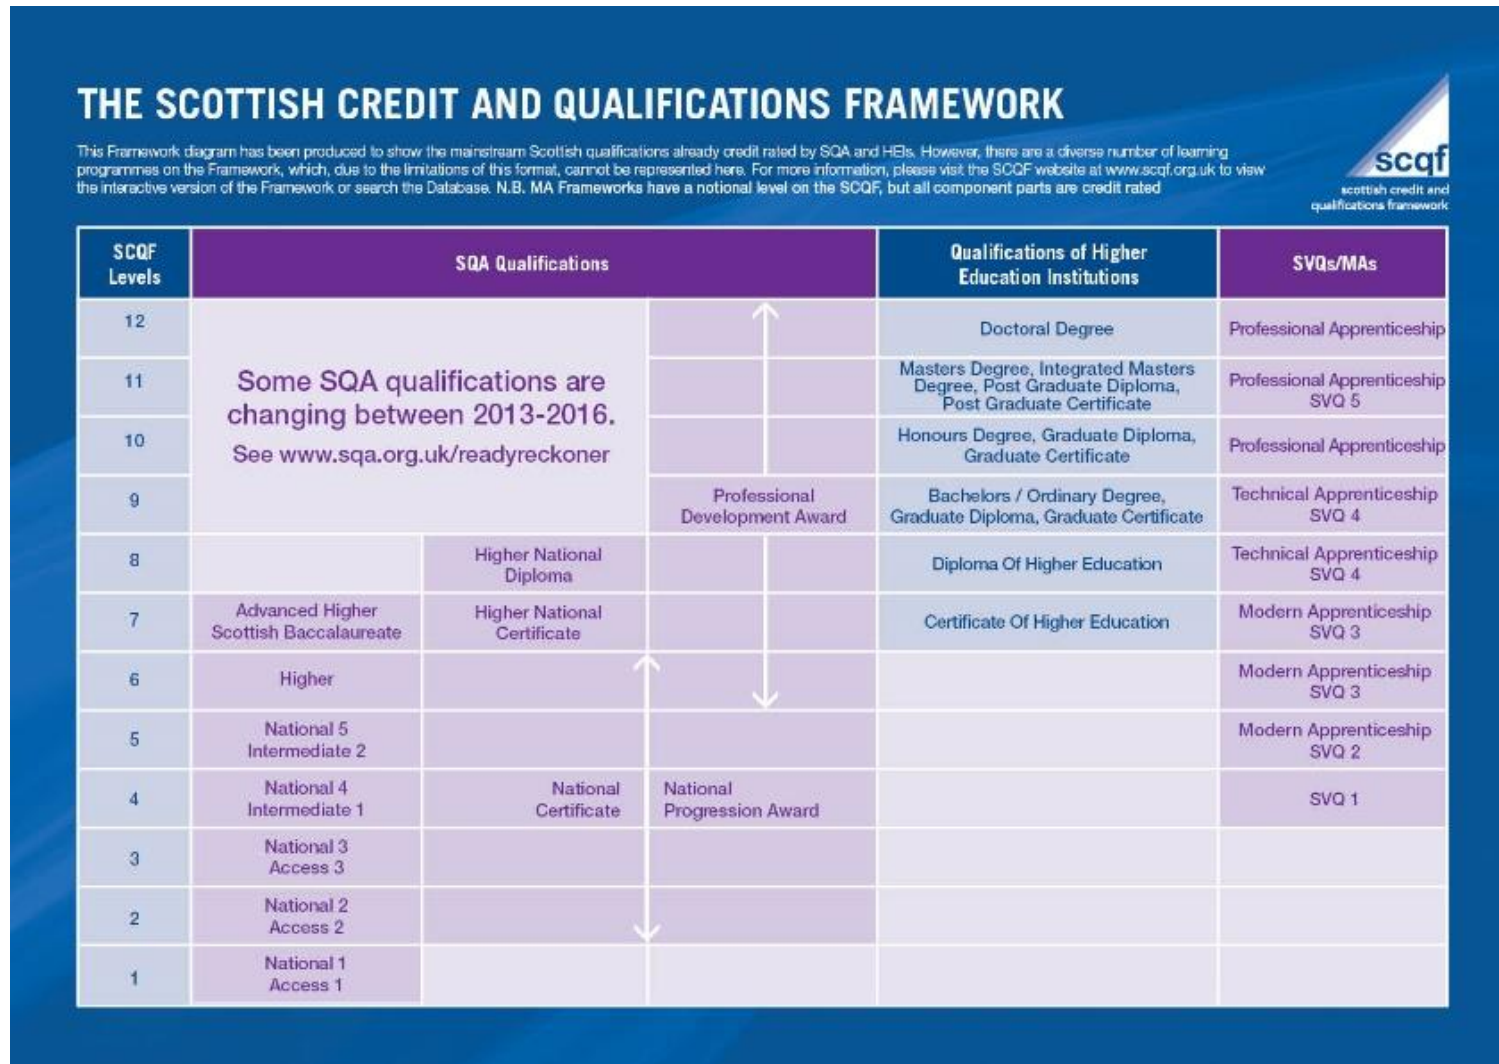 THE SCOTTISH CREDIT AND QUALIFICATIONS FRAMEWORK
This Framework diagram has been produced to show the mainstream Scottish qualifications already credit rated by SQA and HEIs. However, there are a diverse number of learning
programmes on the Framework, which, due to the limitations of this format, cannot be represented here. For more information, please visit the SCQF website at www.scqf.org.uk to view
the interactive version of the Framework or search the Database. N.B. MA Frameworks have a notional level on the SCQF, but all component parts are credit rated
scqf
scottish credit and
qualifications framework
SCQF
Levels
SQA Qualifications
Qualifications of Higher
Education Institutions
SVQs/MAs
Some SQA qualifications are
changing between 2013-2016.
See www.sqa.org.uk/readyreckoner
12
Doctoral Degree
Professional Apprenticeship
11
Masters Degree, Integrated Masters
Degree, Post Graduate Diploma,
Post Graduate Certificate
Professional Apprenticeship
SVQ 5
10
Honours Degree, Graduate Diploma,
Graduate Certificate
Professional Apprenticeship
9
Professional
Development Award
Bachelors / Ordinary Degree,
Graduate Diploma, Graduate Certificate
Technical Apprenticeship
SVQ 4
8
Higher National
Diploma
Diploma Of Higher Education
Technical Apprenticeship
SVQ 4
7
Advanced Higher
Scottish Baccalaureate
Higher National
Certificate
Certificate Of Higher Education
Modern Apprenticeship
SVQ 3
6
Higher
Modern Apprenticeship
SVQ 3
5
National 5
Intermediate 2
Modern Apprenticeship
SVQ 2
4
National 4
Intermediate 1
National
Certificate
National
Progression Award
SVQ 1
3
National 3
Access 3
2
National 2
Access 2
1
National 1
Access 1